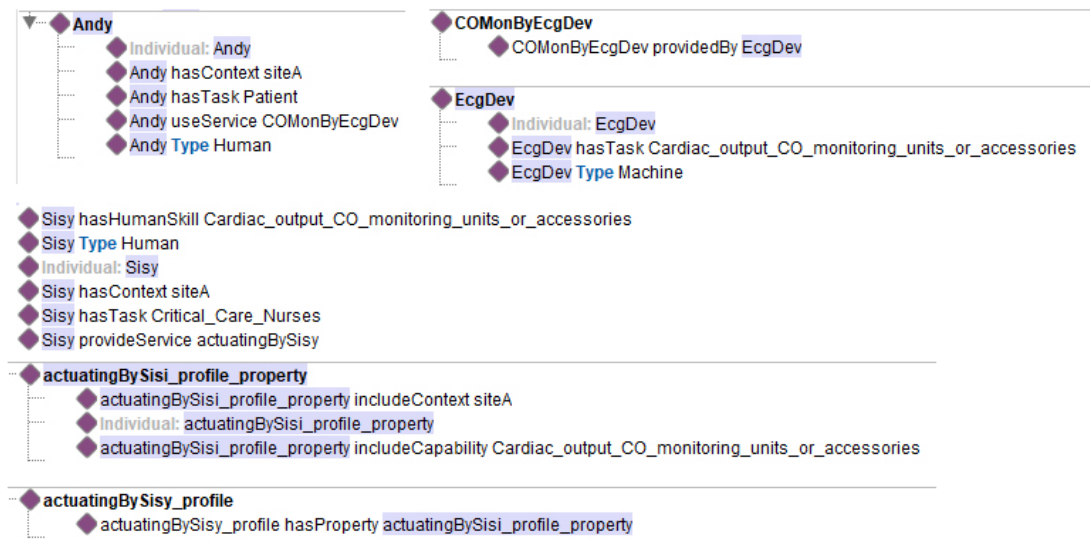 Andy
Individual: Andy
Andy hasContext siteA
Andy hasTask Patient
Andy useService COMonByEcgDev
Andy Type Human
COMonByEcgDev
COMonByEcgDev providedBy EcgDev
EcgDev
Individual: EcgDev
EcgDev hasTask Cardiac_output_CO_monitoring_units_or_accessories
EcgDev Type Machine
Sisy hasHumanSkill Cardiac_output_CO_monitoring_units_or_accessories
Sisy Type Human
Individual: Sisy
Sisy hasContext siteA
Sisy hasTask Critical_Care_Nurses
Sisy provideService actuatingBySisy
actuatingBySisi_profile_property
actuatingBySisi_profile_property includeContext siteA
Individual: actuatingBySisi_profile_property
actuatingBySisi_profile_property includeCapability Cardiac_output_CO_monitoring_units_or_accessories
actuatingBySisy_profile
actuatingBySisy_profile hasProperty actuatingBySisi_profile_property